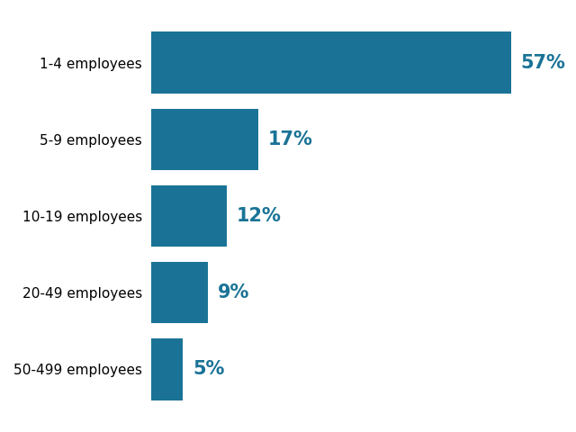 1-4 employees 57%
5-9 employees 17%
10-19 employees 12%
20-49 employees 9%
50-499 employees 5%